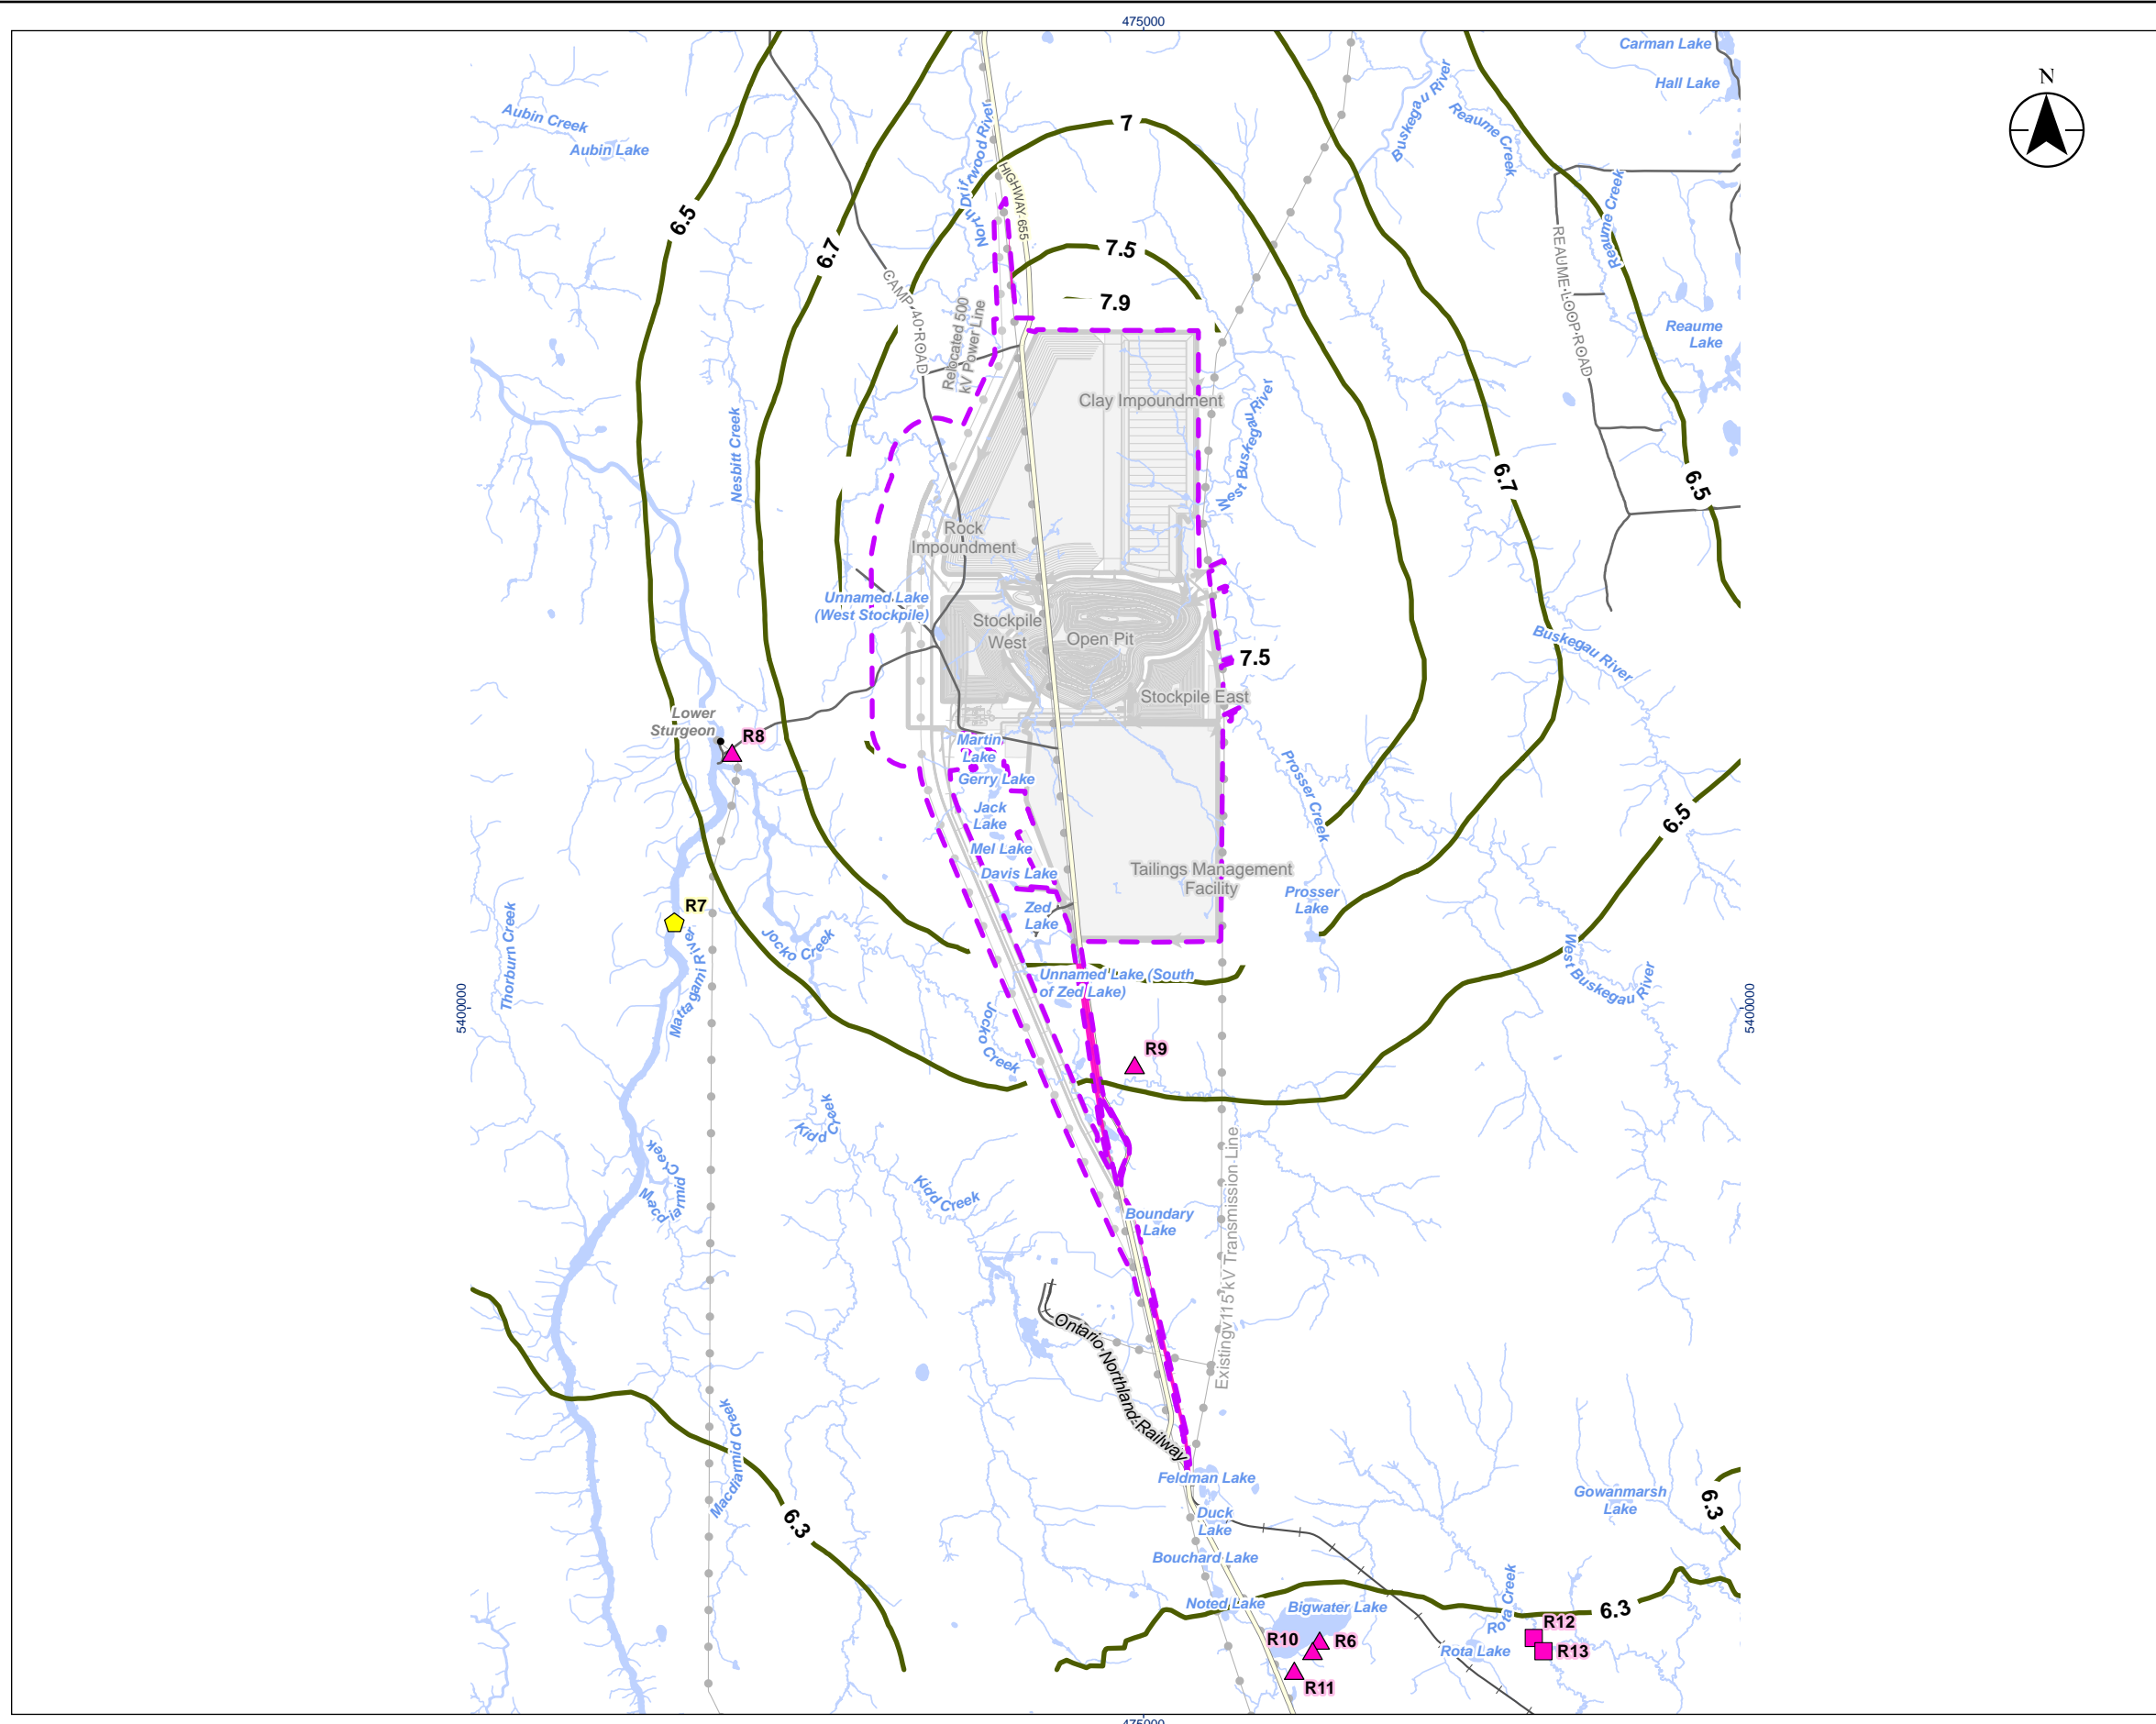 475000
Carman Lake
Hall Lake
N
Aubin Creek
Aubin Lake
North Driftwood River
HIGHWAY 655
Buskegau River
Reaume Creek
Reaume Creek
7
6.5
6.7
7.5
7.9
CAMP 40 ROAD
Relocated 500
kV Power Line
REAUME LOOP ROAD
Reaume
Lake
Clay Impoundment
West Buskegau River
Nesbitt Creek
6.7
6.5
Rock
Impoundment
Unnamed Lake
(West Stockpile)
Stockpile
West
Open Pit
7.5
Buskegau River
Stockpile East
Lower
Sturgeon
R8
Martin
Lake
Gerry Lake
Jack
Lake
Mel Lake
Davis Lake
Prosser Creek
6.5
Tailings Management
Facility
Prosser
Lake
R7
Zed
Lake
Thorburn Creek
Mattagami River
Jocko Creek
West Buskegau River
Unnamed Lake (South
of Zed Lake)
5400000
5400000
Jocko Creek
R9
Kidd Creek
Macdiarmid Creek
Kidd Creek
Existing 115 kV Transmission Line
Boundary
Lake
Ontario Northland Railway
Macdiarmid Creek
6.3
Feldman Lake
Duck
Lake
Bouchard Lake
Gowanmarsh
Lake
6.3
Noted Lake
Bigwater Lake
Rota Creek
6.3
R12
R10
R6
Rota Lake
R13
R11
475000